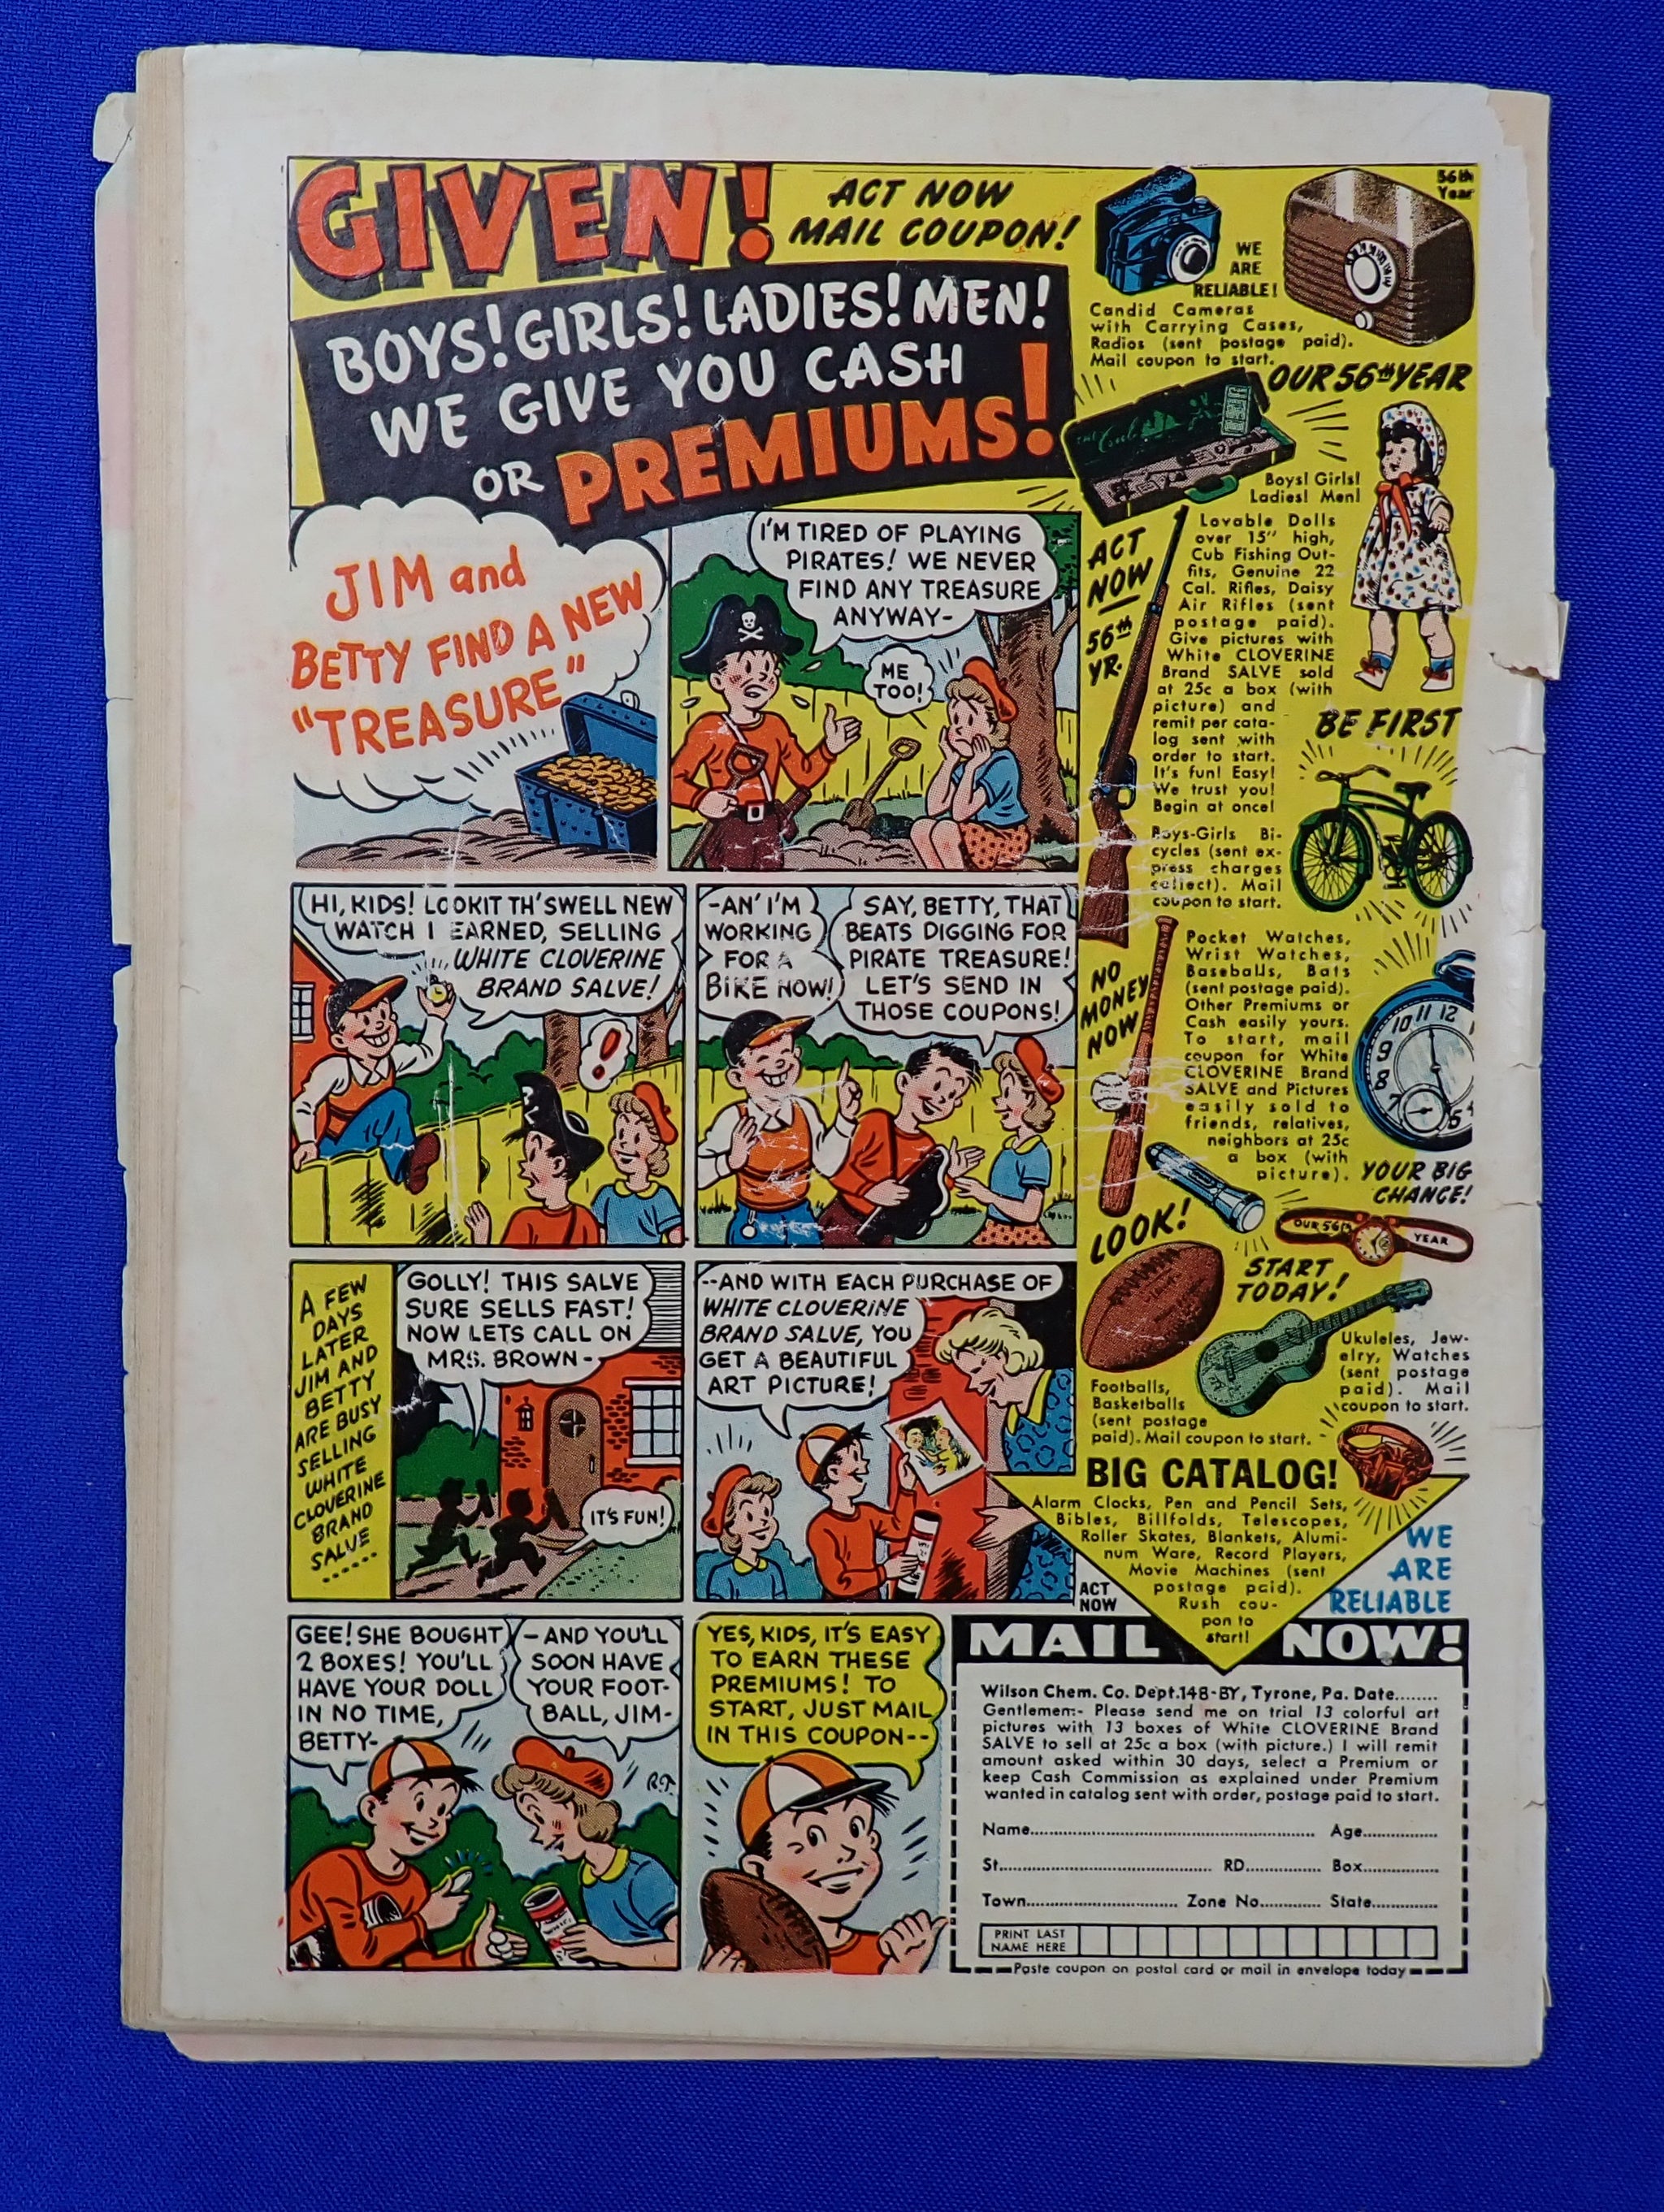 GIVEN!
ACT NOW
MAIL COUPON!
BOYS! GIRLS! LADIES! MEN!
WE GIVE YOU CASH
OR PREMIUMS!
56th
Year
WE
ARE
RELIABLE!
Candid Cameras
with Carrying Cases,
Radios (sent postage paid).
Mail coupon to start.
OUR 56th YEAR
Boys! Girls!
Ladies! Men!
ACT
NOW
56th
YR.
Lovable Dolls
over 15" high,
Cub Fishing Out-
fits, Genuine 22
Cal. Rifles, Daisy
Air Rifles (sent
postage paid).
Give pictures with
White CLOVERINE
Brand SALVE sold
at 25c a box (with
picture) and
remit per cata-
log sent with
order to start.
It's fun! Easy!
We trust you!
Begin at once!
BE FIRST
Boys-Girls Bi-
cycles (sent ex-
press charges
collect). Mail
coupon to start.
NO
MONEY
NOW
Pocket Watches,
Wrist Watches,
Baseballs, Bats
(sent postage paid).
Other Premiums or
Cash easily yours.
To start, mail
coupon for White
CLOVERINE Brand
SALVE and Pictures
easily sold to
friends, relatives,
neighbors at 25c
a box (with
picture).
10 11 12
9
8
7
5
YOUR BIG
CHANCE!
LOOK!
OUR 56th
YEAR
START
TODAY!
Ukuleles, Jew-
elry, Watches
(sent postage
paid). Mail
coupon to start.
Footballs,
Basketballs
(sent postage
paid). Mail coupon to start.
BIG CATALOG!
Alarm Clocks, Pen and Pencil Sets,
Bibles, Billfolds, Telescopes,
Roller Skates, Blankets, Alumi-
num Ware, Record Players,
Movie Machines (sent
postage paid).
Rush cou-
pon to
start!
WE
ARE
RELIABLE
ACT
NOW
JIM and
BETTY FIND A NEW
"TREASURE"
I'M TIRED OF PLAYING
PIRATES! WE NEVER
FIND ANY TREASURE
ANYWAY-
ME
TOO!
HI, KIDS! LOOKIT TH' SWELL NEW
WATCH I EARNED, SELLING
WHITE CLOVERINE
BRAND SALVE!
!
-AN' I'M
WORKING
FOR A
BIKE NOW!
SAY, BETTY, THAT
BEATS DIGGING FOR
PIRATE TREASURE!
LET'S SEND IN
THOSE COUPONS!
A FEW
DAYS
LATER
JIM AND
BETTY
ARE BUSY
SELLING
WHITE
CLOVERINE
BRAND
SALVE .....
GOLLY! THIS SALVE
SURE SELLS FAST!
NOW LETS CALL ON
MRS. BROWN-
IT'S FUN!
--AND WITH EACH PURCHASE OF
WHITE CLOVERINE
BRAND SALVE, YOU
GET A BEAUTIFUL
ART PICTURE!
GEE! SHE BOUGHT
2 BOXES! YOU'LL
HAVE YOUR DOLL
IN NO TIME,
BETTY-
- AND YOU'LL
SOON HAVE
YOUR FOOT-
BALL, JIM-
R.T.
YES, KIDS, IT'S EASY
TO EARN THESE
PREMIUMS! TO
START, JUST MAIL
IN THIS COUPON--
MAIL NOW!
Wilson Chem. Co. Dept.148-BY, Tyrone, Pa. Date........
Gentlemen:- Please send me on trial 13 colorful art
pictures with 13 boxes of White CLOVERINE Brand
SALVE to sell at 25c a box (with picture.) I will remit
amount asked within 30 days, select a Premium or
keep Cash Commission as explained under Premium
wanted in catalog sent with order, postage paid to start.
Name........................ Age............
St........................ RD............ Box............
Town........................ Zone No............ State............
PRINT LAST
NAME HERE
Paste coupon on postal card or mail in envelope today